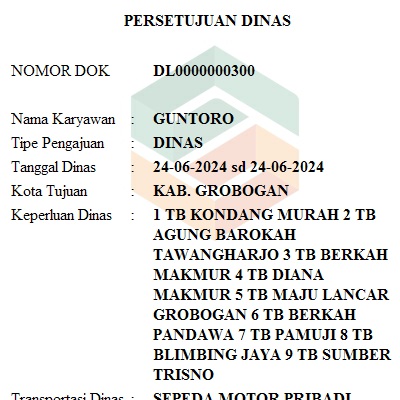 PERSETUJUAN DINAS
NOMOR DOK DL0000000300
Nama Karyawan : GUNTORO
Tipe Pengajuan : DINAS
Tanggal Dinas : 24-06-2024 sd 24-06-2024
Kota Tujuan : KAB. GROBOGAN
Keperluan Dinas : 1 TB KONDANG MURAH 2 TB
AGUNG BAROKAH
TAWANGHARJO 3 TB BERKAH
MAKMUR 4 TB DIANA
MAKMUR 5 TB MAJU LANCAR
GROBOGAN 6 TB BERKAH
PANDAWA 7 TB PAMUJI 8 TB
BLIMBING JAYA 9 TB SUMBER
TRISNO
Transportasi Dinas : SEPEDA MOTOR PRIBADI